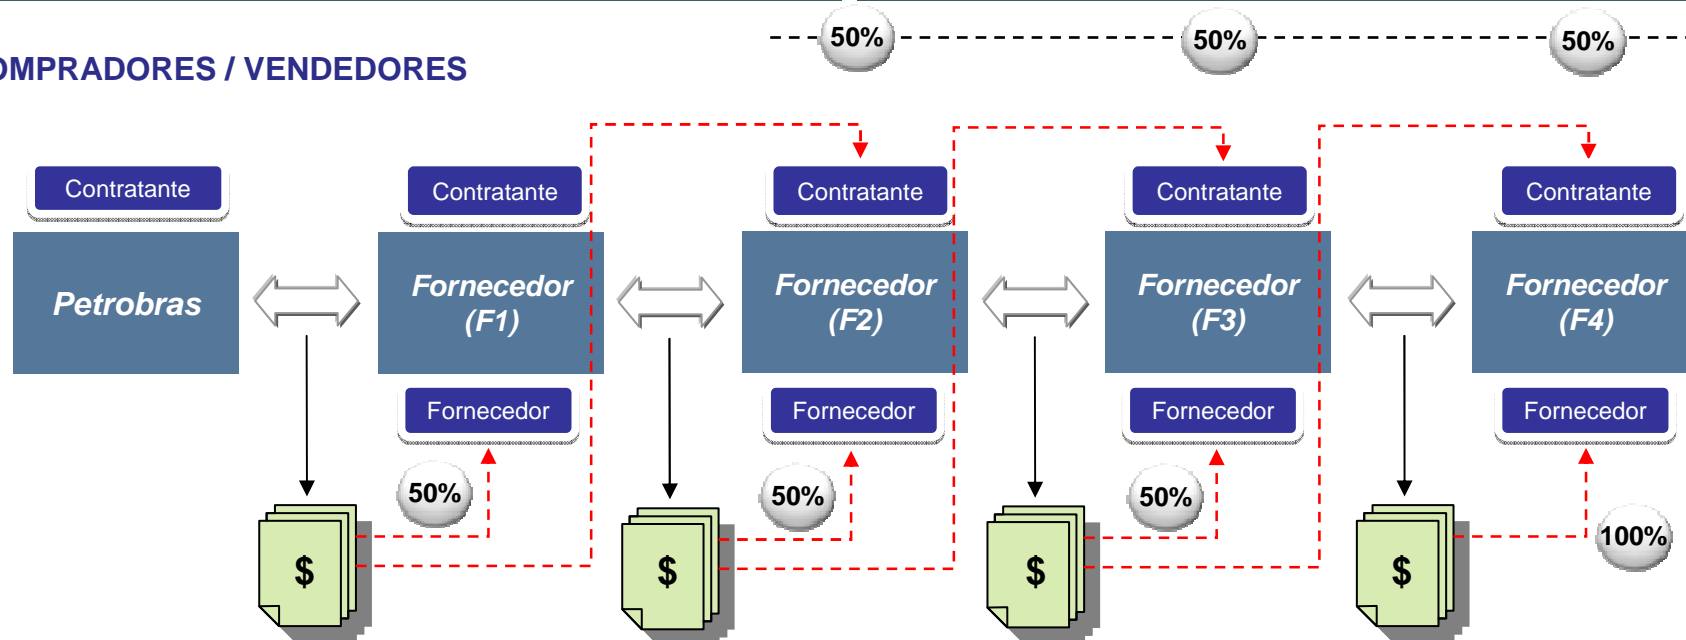 50% 50% 50%
OMPRADORES / VENDEDORES
Contratante Contratante Contratante Contratante Contratante
Petrobras
Fornecedor
(F1)
Fornecedor
(F2)
Fornecedor
(F3)
Fornecedor
(F4)
Fornecedor Fornecedor Fornecedor Fornecedor
50% 50% 50% 100%
$ $ $ $